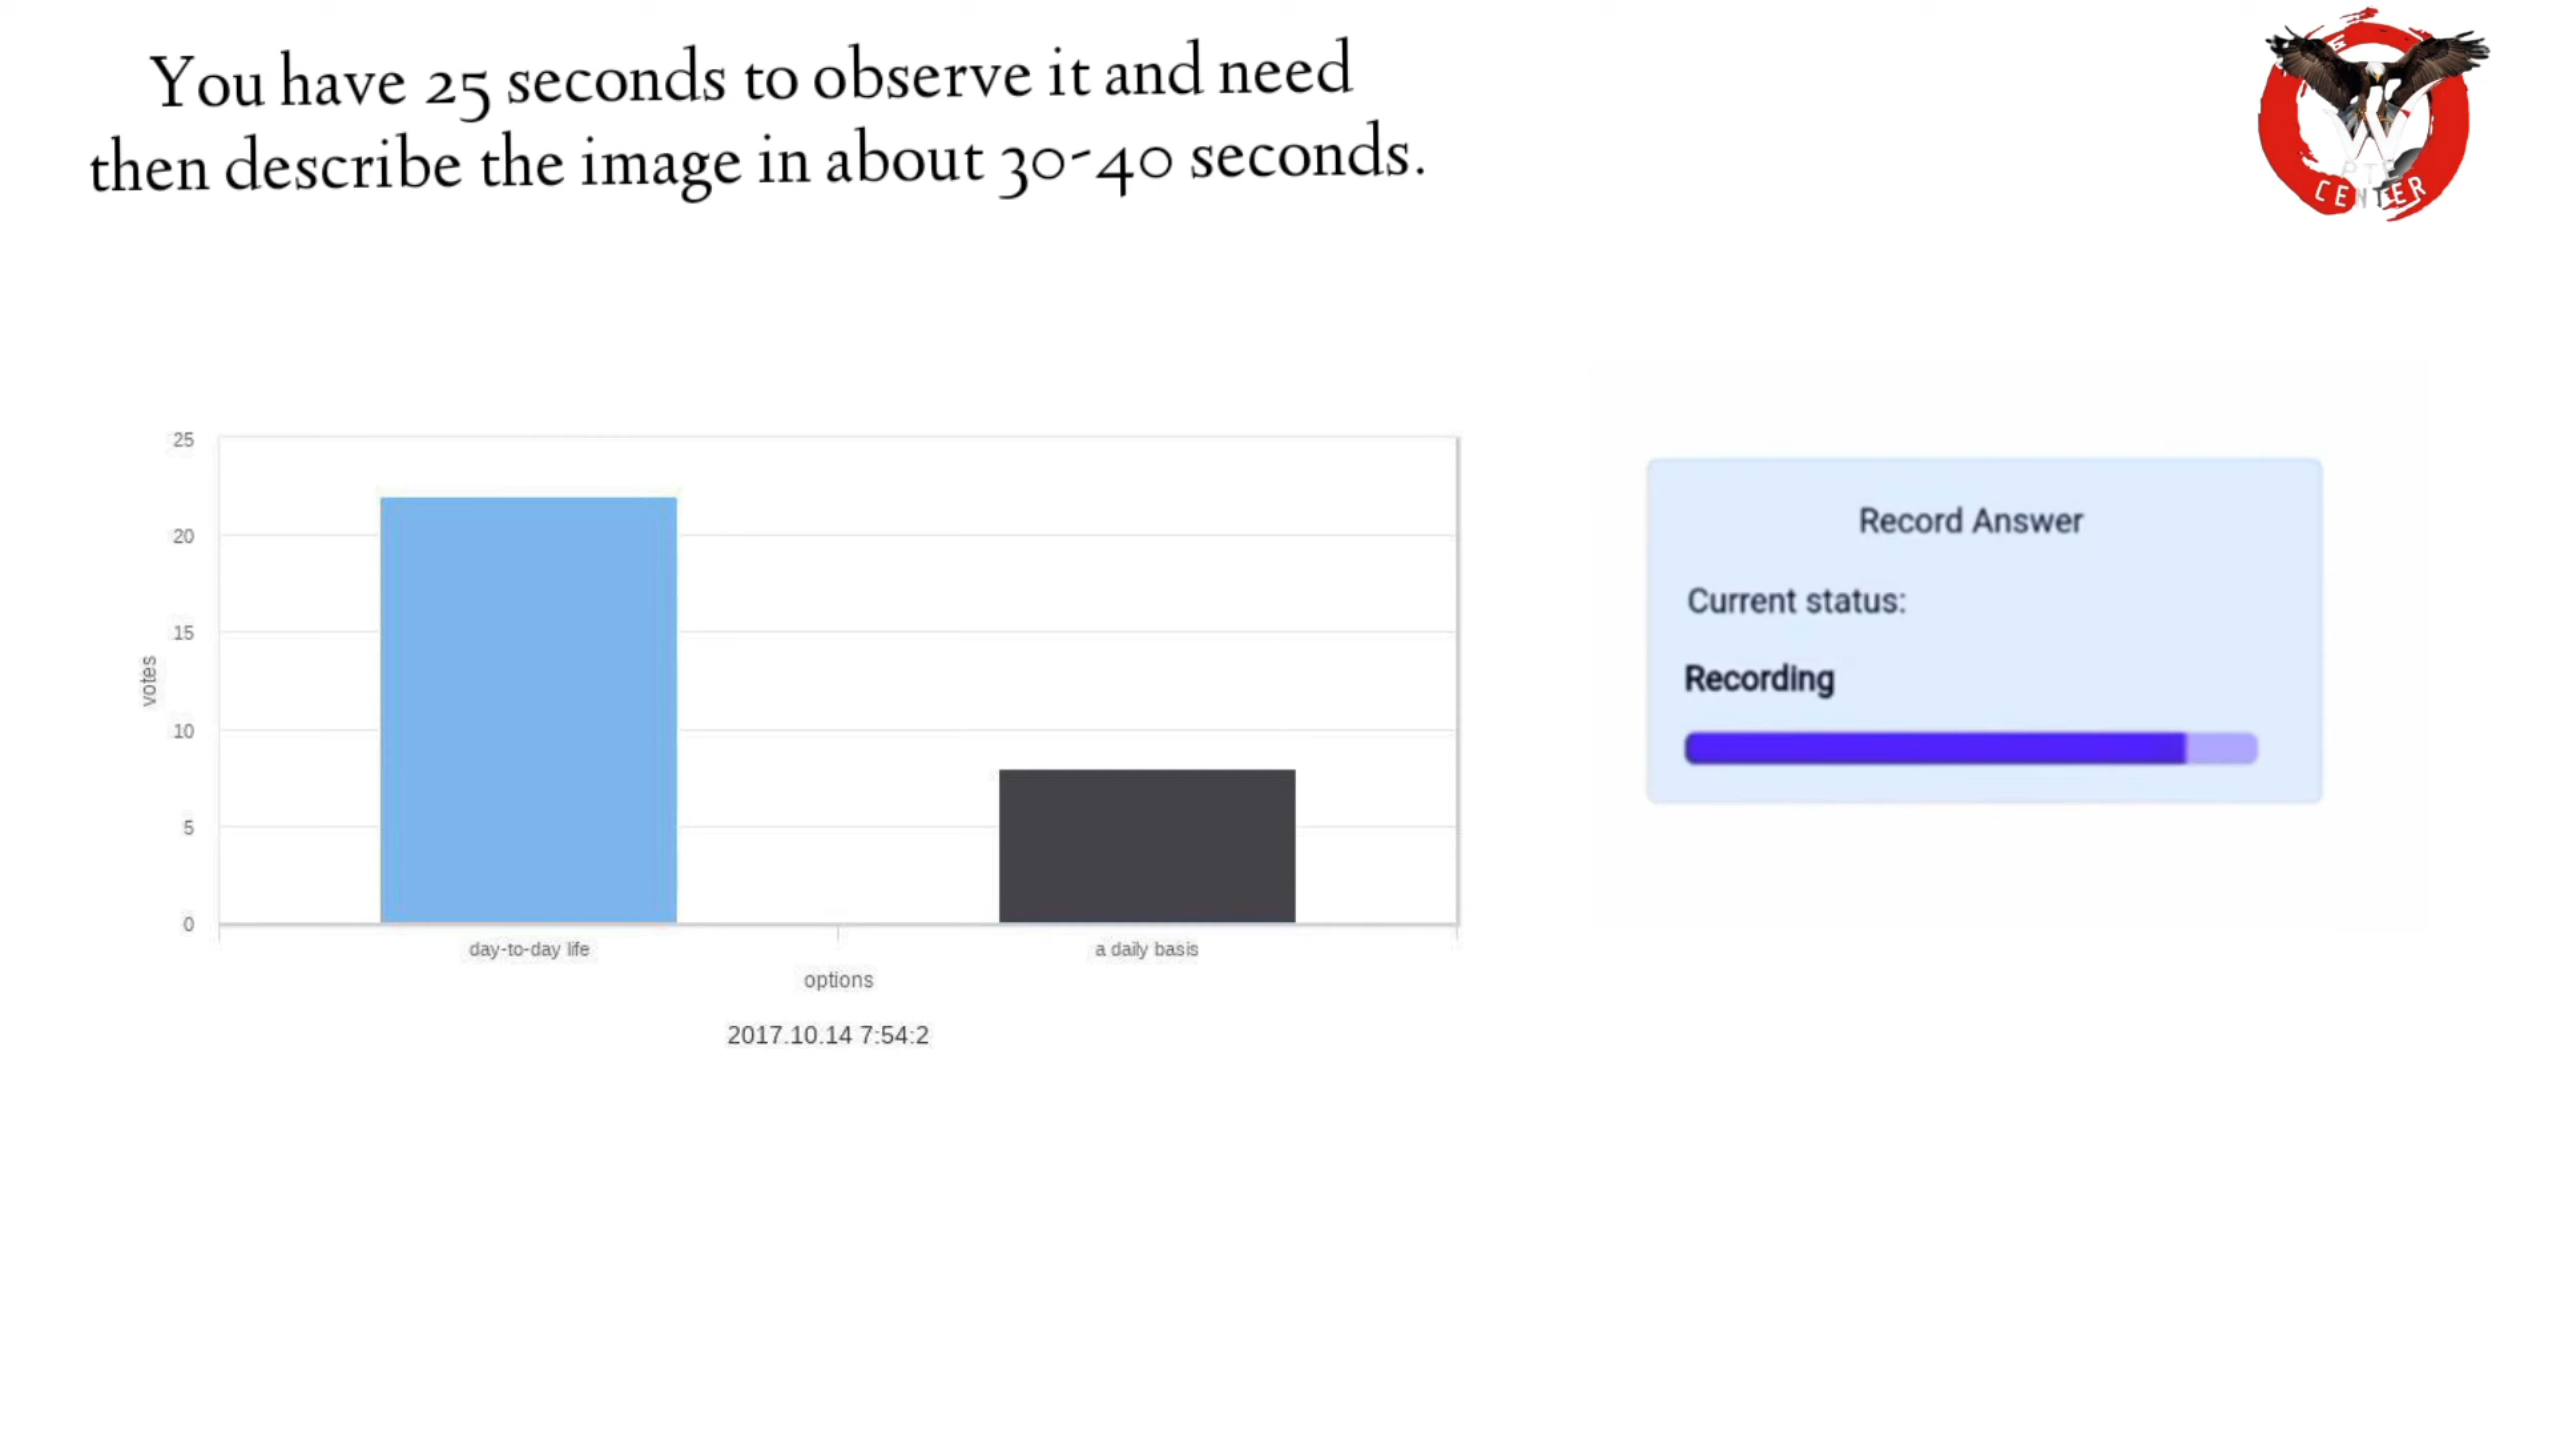 You have 25 seconds to observe it and need
then describe the image in about 30-40 seconds.
W
PTE
CENTER
25
20
15
10
5
0
votes
day-to-day life
a daily basis
options
2017.10.14 7:54:2
Record Answer
Current status:
Recording